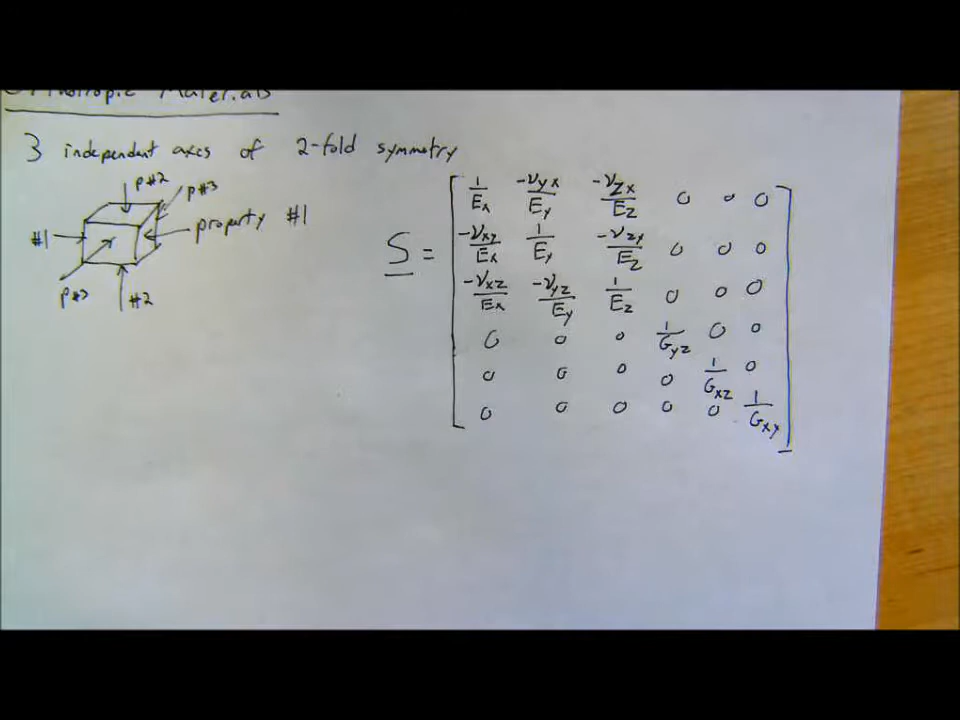 Orthotropic Materials
3 independent axes of 2-fold symmetry
P#2
P#3
#1
property #1
P#3
#2
S =
1/Ex -νyx/Ey -νzx/Ez 0 0 0
-νxy/Ex 1/Ey -νzy/Ez 0 0 0
-νxz/Ex -νyz/Ey 1/Ez 0 0 0
0 0 0 1/Gyz 0 0
0 0 0 0 1/Gxz 0
0 0 0 0 0 1/Gxy